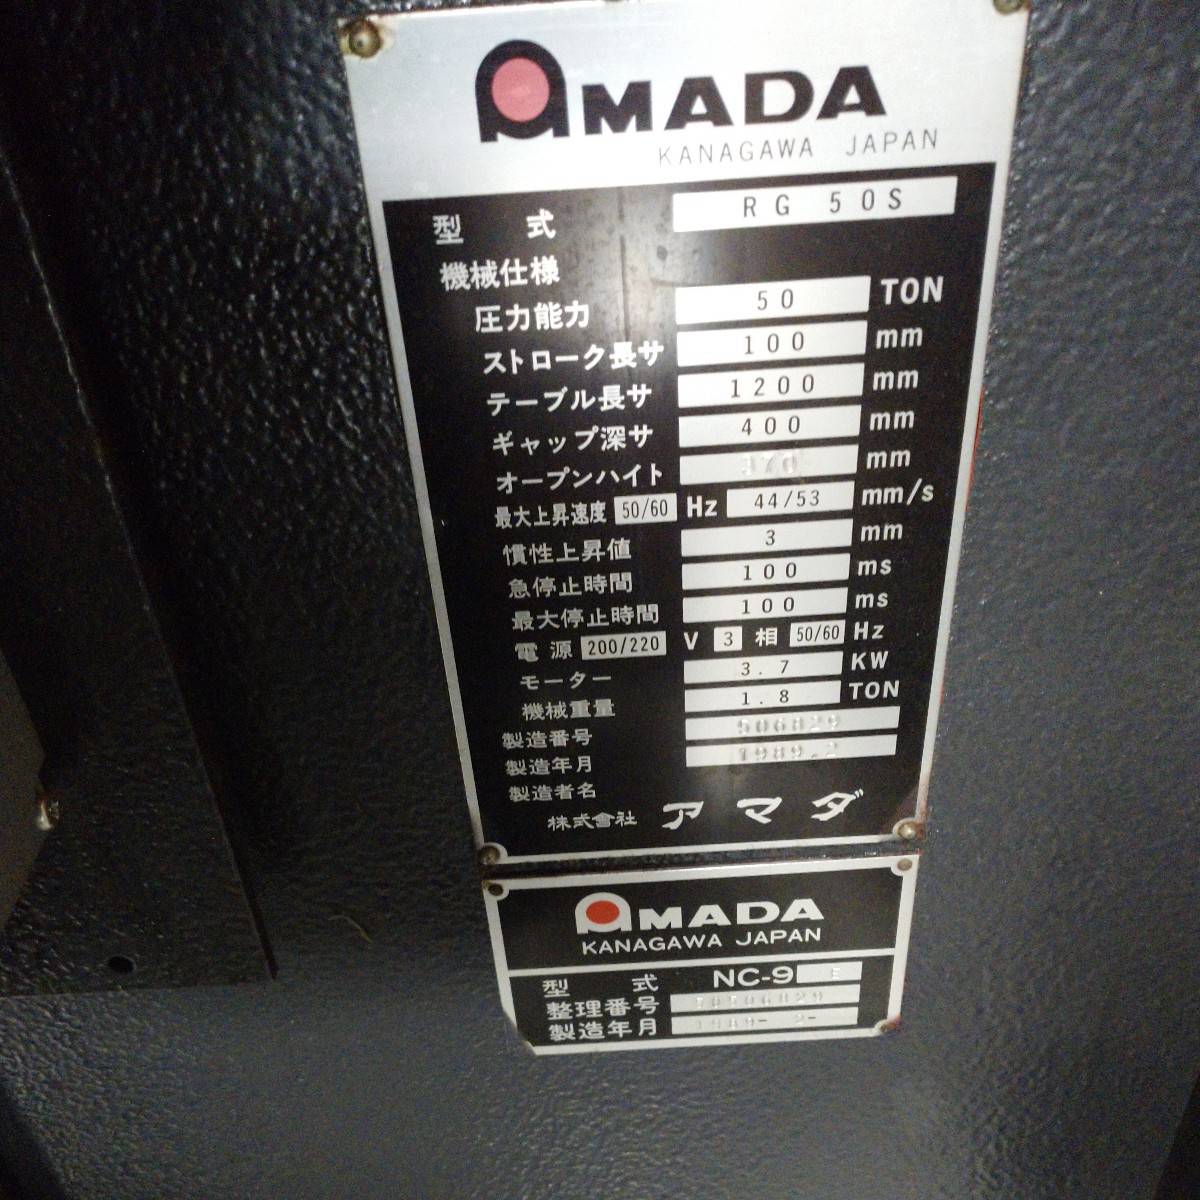 AMADA
KANAGAWA JAPAN
型式 RG 50S
機械仕様
圧力能力 50 TON
ストローク長サ 100 mm
テーブル長サ 1200 mm
ギャップ深サ 400 mm
オープンハイト 370 mm
最大上昇速度 50/60 Hz 44/53 mm/s
慣性上昇値 3 mm
急停止時間 100 ms
最大停止時間 100 ms
電源 200/220 V 3 相 50/60 Hz
モーター 3.7 KW
機械重量 1.8 TON
製造番号 506829
製造年月 1989.2
製造者名
株式會社 アマダ
AMADA
KANAGAWA JAPAN
型式 NC-9 E
整理番号 50506829
製造年月 1989- 2-